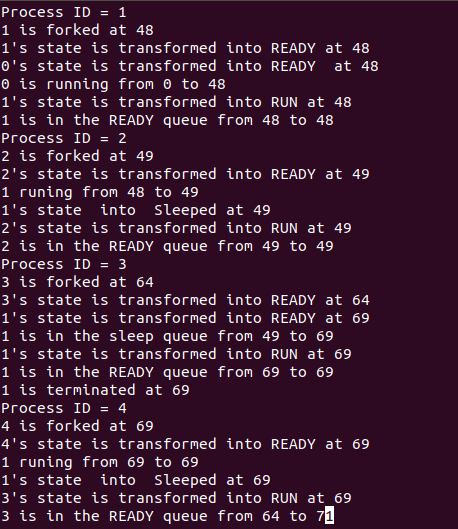 Process ID = 1
1 is forked at 48
1's state is transformed into READY at 48
0's state is transformed into READY  at 48
0 is running from 0 to 48
1's state is transformed into RUN at 48
1 is in the READY queue from 48 to 48
Process ID = 2
2 is forked at 49
2's state is transformed into READY at 49
1 runing from 48 to 49
1's state  into  Sleeped at 49
2's state is transformed into RUN at 49
2 is in the READY queue from 49 to 49
Process ID = 3
3 is forked at 64
3's state is transformed into READY at 64
1's state is transformed into READY at 69
1 is in the sleep queue from 49 to 69
1's state is transformed into RUN at 69
1 is in the READY queue from 69 to 69
1 is terminated at 69
Process ID = 4
4 is forked at 69
4's state is transformed into READY at 69
1 runing from 69 to 69
1's state  into  Sleeped at 69
3's state is transformed into RUN at 69
3 is in the READY queue from 64 to 71